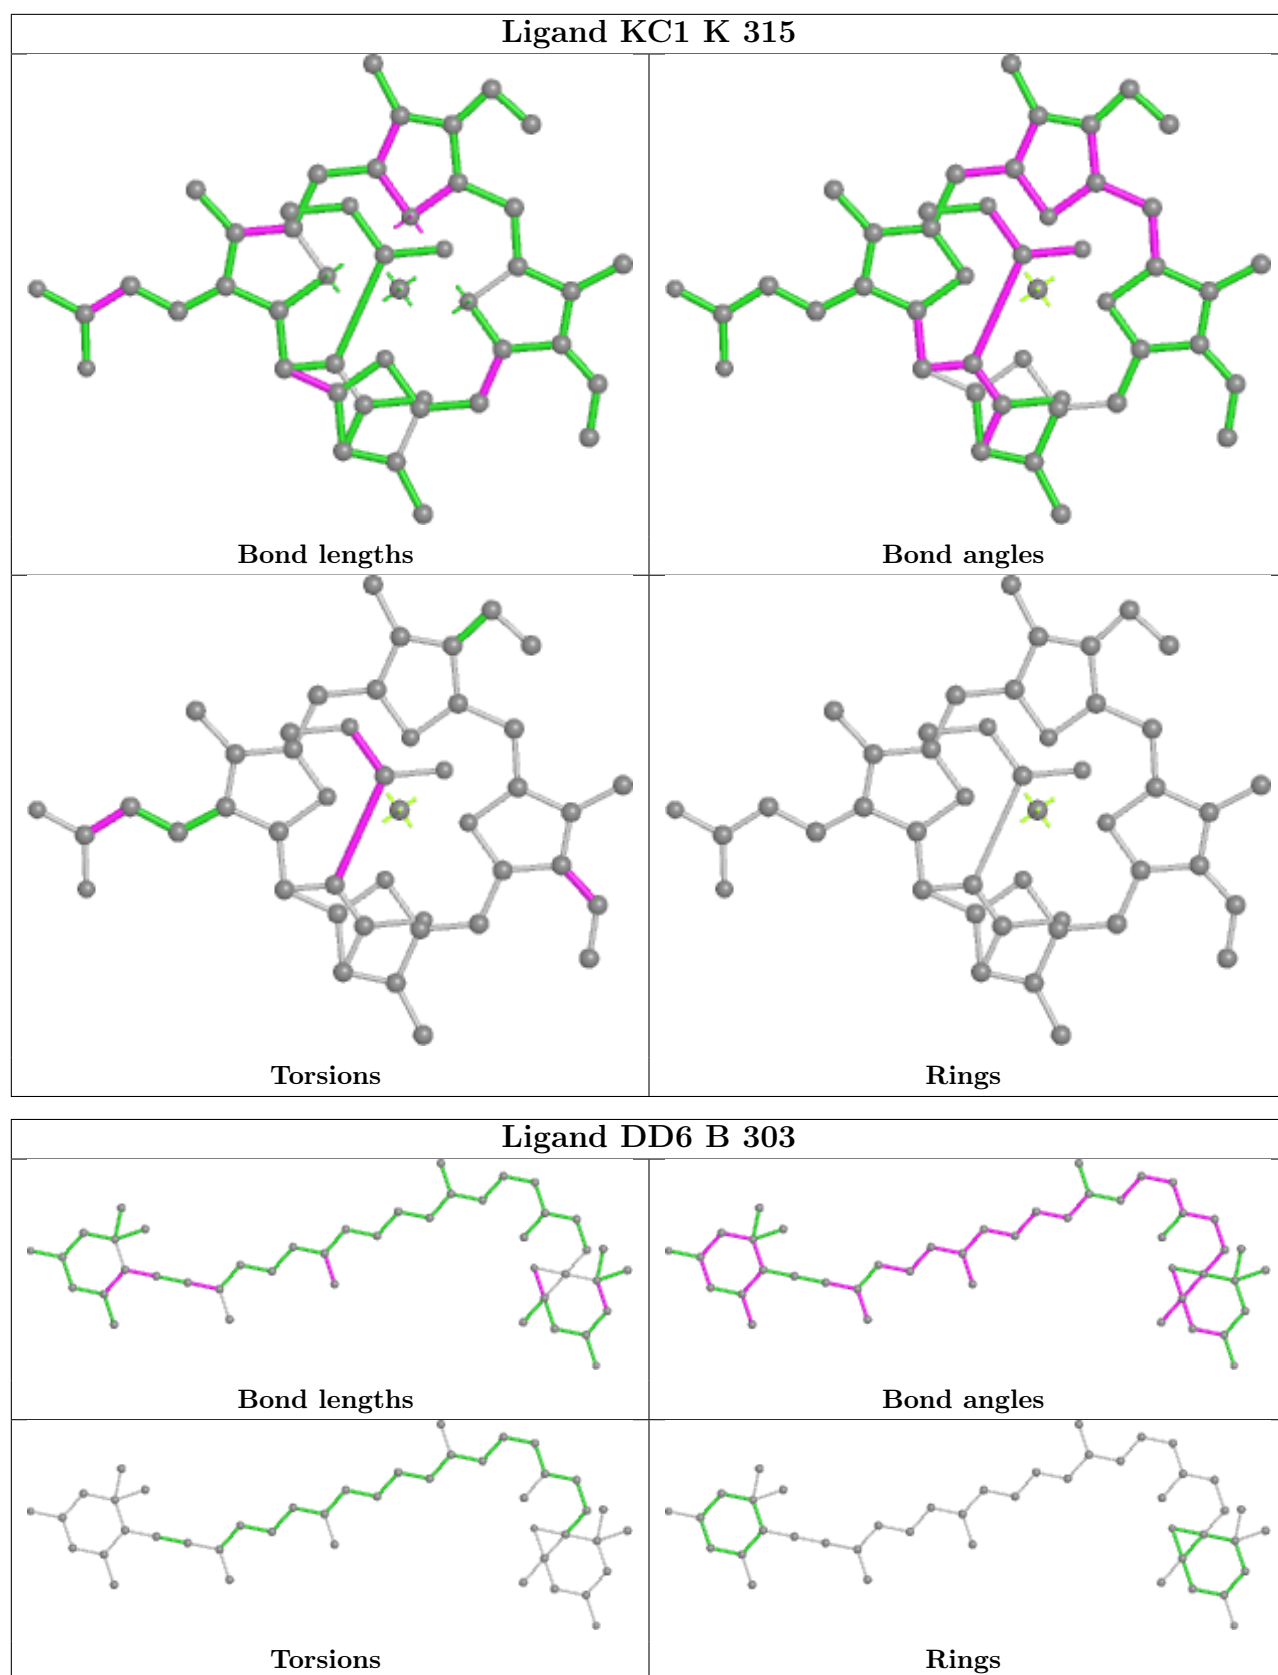 Ligand KC1 K 315
Bond lengths
Bond angles
Torsions
Rings
Ligand DD6 B 303
Bond lengths
Bond angles
Torsions
Rings